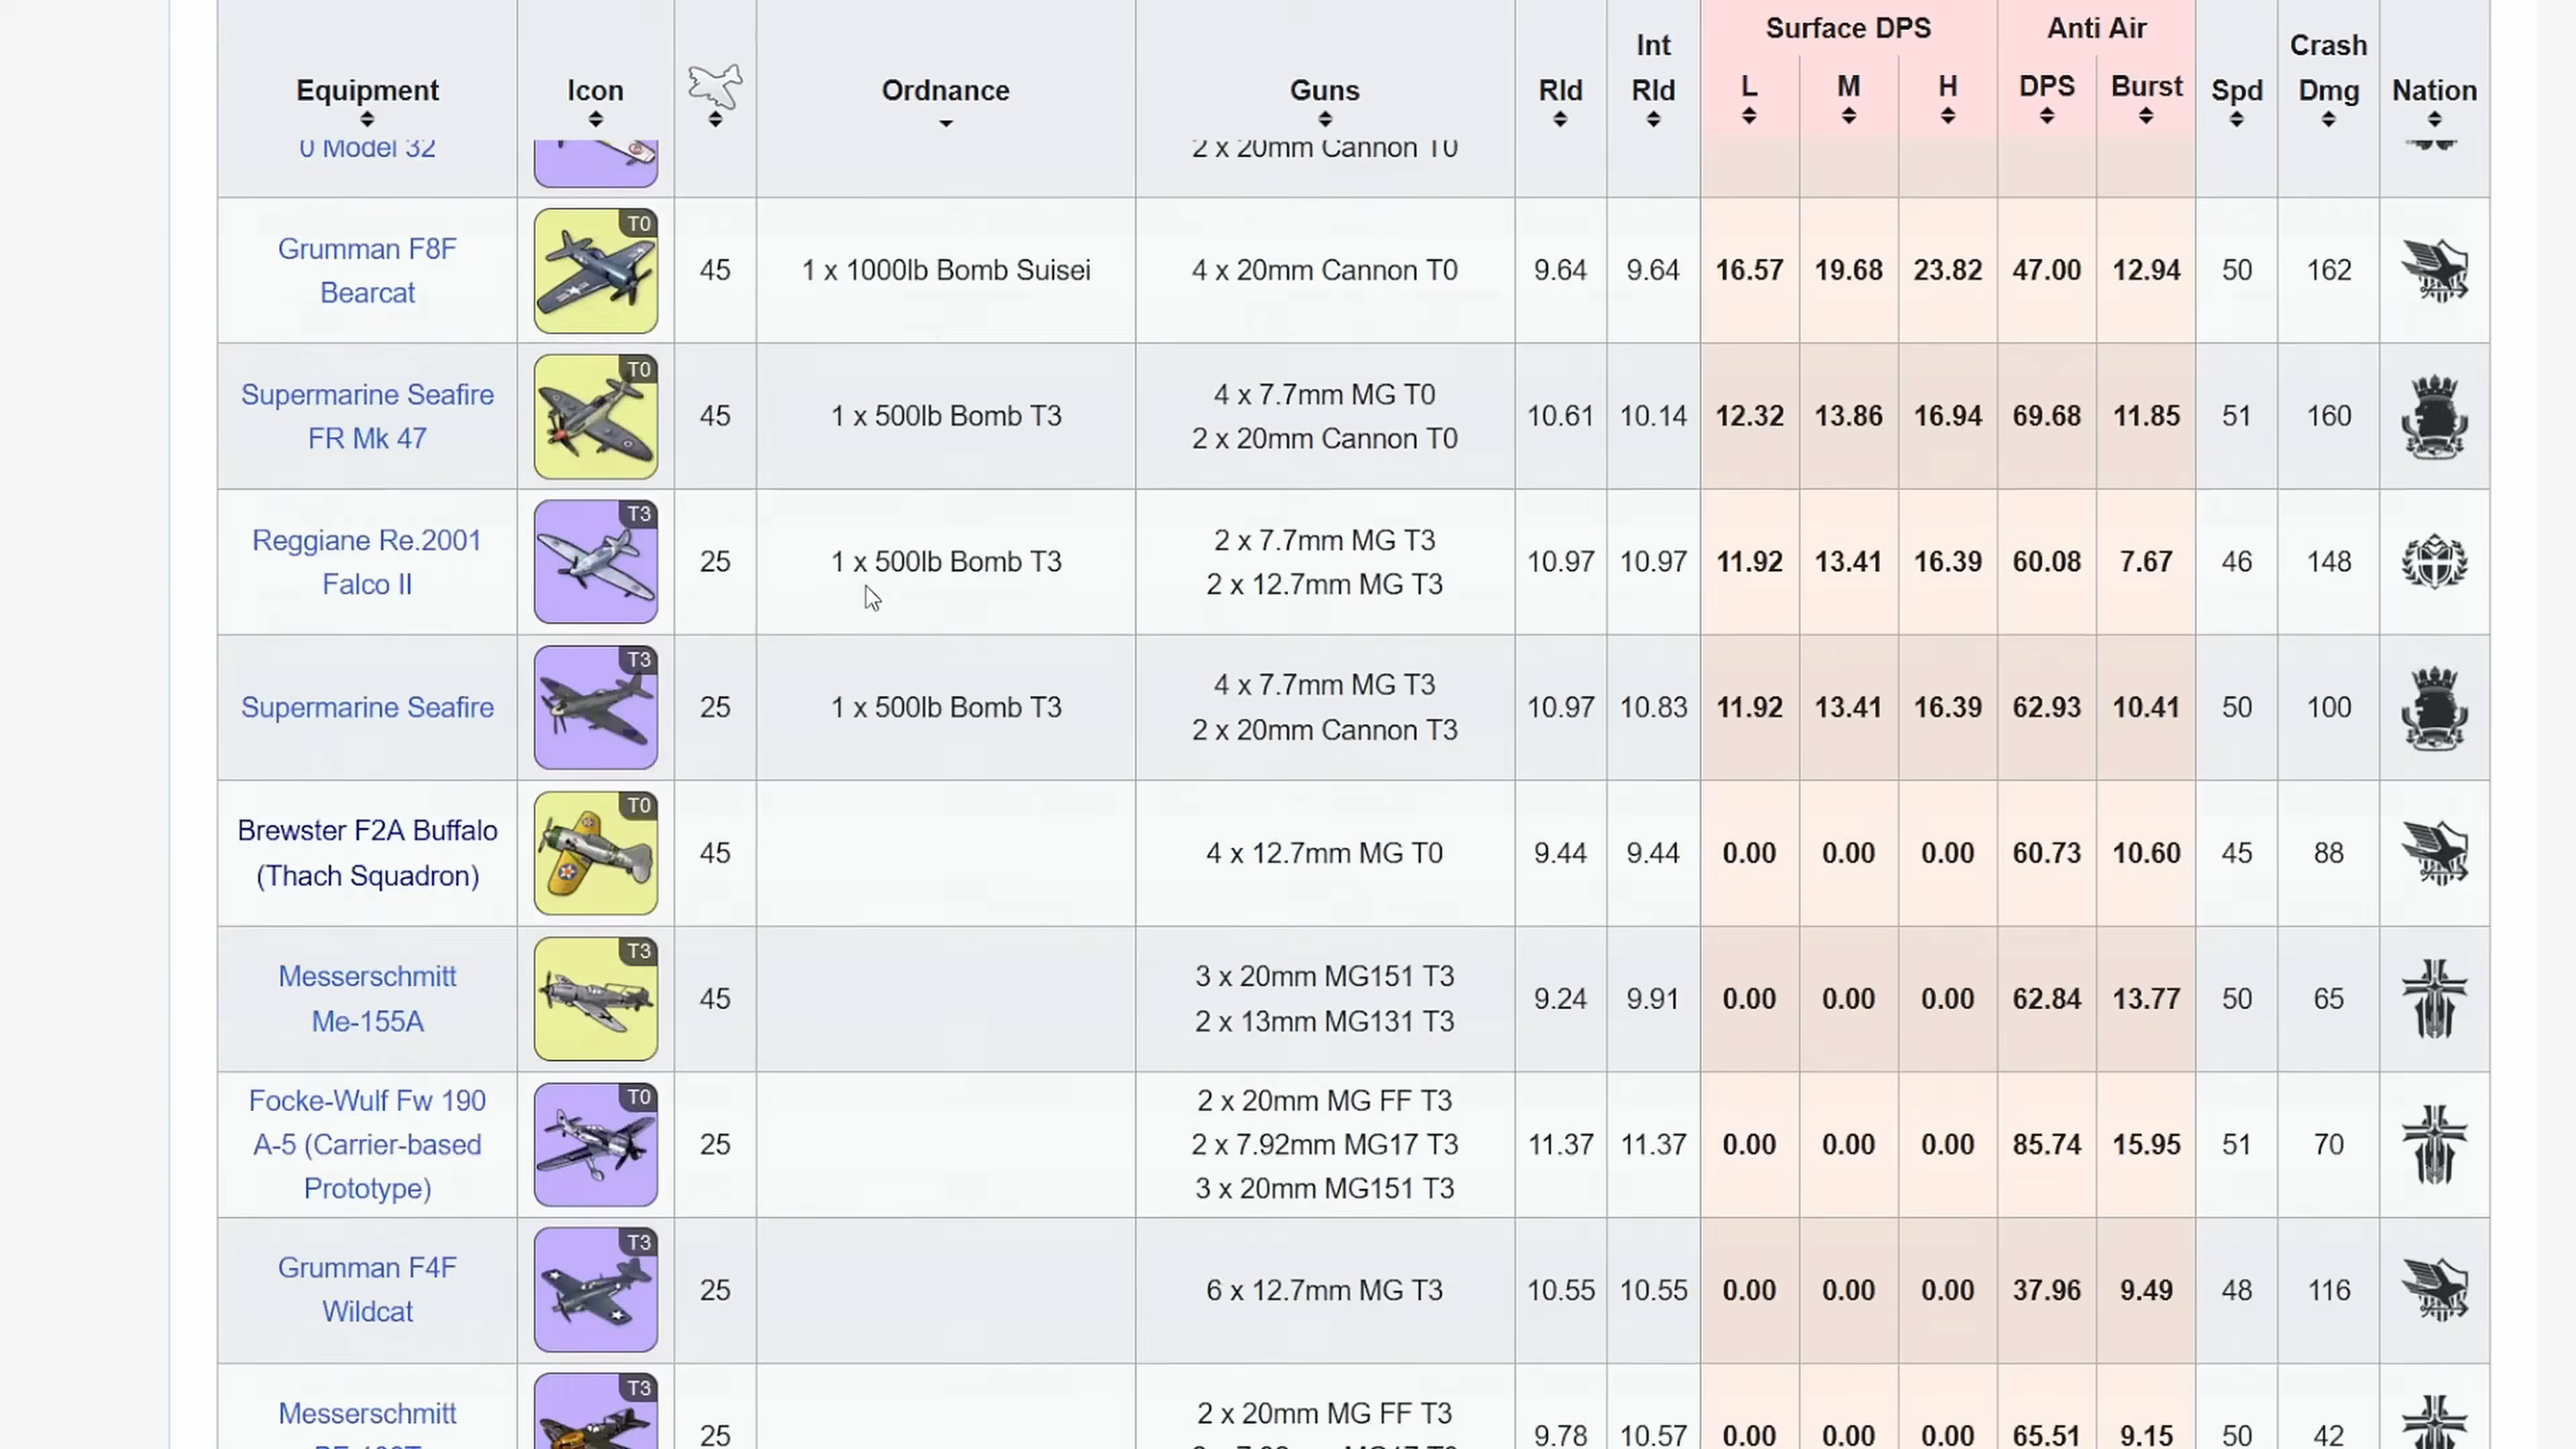 Surface DPS
Anti Air
Int
Crash
Equipment
Icon
Ordnance
Guns
Rld
Rld
L
M
H
DPS
Burst
Spd
Dmg
Nation
0 Model 32
2 x 20mm Cannon T0
Grumman F8F
Bearcat
T0
45
1 x 1000lb Bomb Suisei
4 x 20mm Cannon T0
9.64
9.64
16.57
19.68
23.82
47.00
12.94
50
162
Supermarine Seafire
FR Mk 47
T0
45
1 x 500lb Bomb T3
4 x 7.7mm MG T0
2 x 20mm Cannon T0
10.61
10.14
12.32
13.86
16.94
69.68
11.85
51
160
Reggiane Re.2001
Falco II
T3
25
1 x 500lb Bomb T3
2 x 7.7mm MG T3
2 x 12.7mm MG T3
10.97
10.97
11.92
13.41
16.39
60.08
7.67
46
148
Supermarine Seafire
T3
25
1 x 500lb Bomb T3
4 x 7.7mm MG T3
2 x 20mm Cannon T3
10.97
10.83
11.92
13.41
16.39
62.93
10.41
50
100
Brewster F2A Buffalo
(Thach Squadron)
T0
45
4 x 12.7mm MG T0
9.44
9.44
0.00
0.00
0.00
60.73
10.60
45
88
Messerschmitt
Me-155A
T3
45
3 x 20mm MG151 T3
2 x 13mm MG131 T3
9.24
9.91
0.00
0.00
0.00
62.84
13.77
50
65
Focke-Wulf Fw 190
A-5 (Carrier-based
Prototype)
T0
25
2 x 20mm MG FF T3
2 x 7.92mm MG17 T3
3 x 20mm MG151 T3
11.37
11.37
0.00
0.00
0.00
85.74
15.95
51
70
Grumman F4F
Wildcat
T3
25
6 x 12.7mm MG T3
10.55
10.55
0.00
0.00
0.00
37.96
9.49
48
116
Messerschmitt
T3
25
2 x 20mm MG FF T3
9.78
10.57
0.00
0.00
0.00
65.51
9.15
50
42